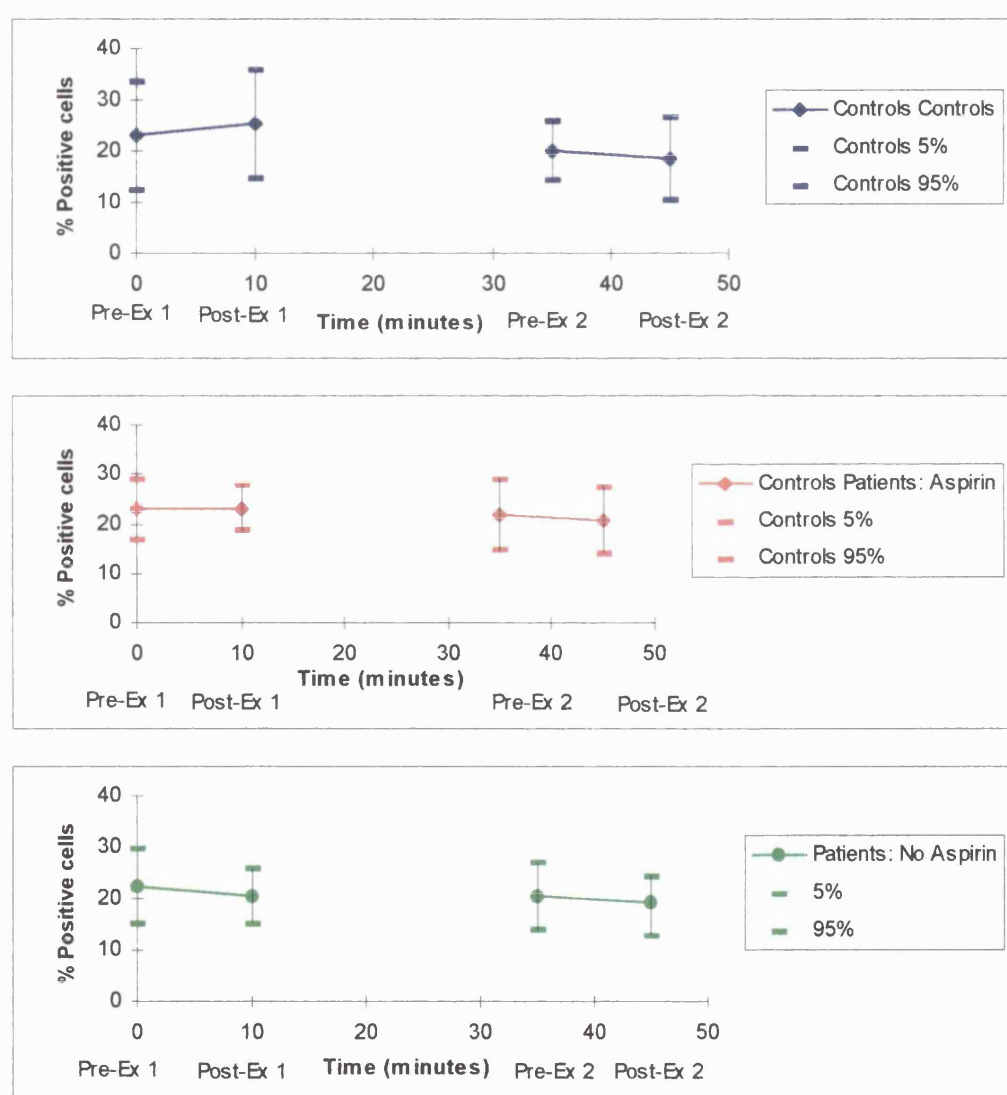 % Positive cells
40
30
20
10
0
0 10 20 30 40 50
Pre-Ex 1 Post-Ex 1 Time (minutes) Pre-Ex 2 Post-Ex 2
Controls Controls
Controls 5%
Controls 95%
% Positive cells
40
30
20
10
0
0 10 20 30 40 50
Time (minutes)
Pre-Ex 1 Post-Ex 1 Pre-Ex 2 Post-Ex 2
Controls Patients: Aspirin
Controls 5%
Controls 95%
% Positive cells
40
30
20
10
0
0 10 20 30 40 50
Pre-Ex 1 Post-Ex 1 Time (minutes) Pre-Ex 2 Post-Ex 2
Patients: No Aspirin
5%
95%